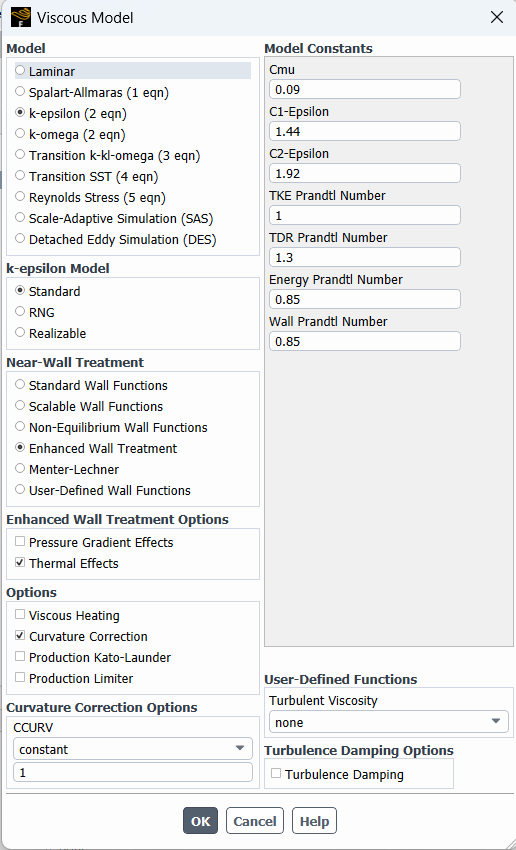 Viscous Model
Model
Laminar
Spalart-Allmaras (1 eqn)
k-epsilon (2 eqn)
k-omega (2 eqn)
Transition k-kl-omega (3 eqn)
Transition SST (4 eqn)
Reynolds Stress (5 eqn)
Scale-Adaptive Simulation (SAS)
Detached Eddy Simulation (DES)
k-epsilon Model
Standard
RNG
Realizable
Near-Wall Treatment
Standard Wall Functions
Scalable Wall Functions
Non-Equilibrium Wall Functions
Enhanced Wall Treatment
Menter-Lechner
User-Defined Wall Functions
Enhanced Wall Treatment Options
Pressure Gradient Effects
Thermal Effects
Options
Viscous Heating
Curvature Correction
Production Kato-Launder
Production Limiter
Curvature Correction Options
CCURV
constant
1
Model Constants
Cmu
0.09
C1-Epsilon
1.44
C2-Epsilon
1.92
TKE Prandtl Number
1
TDR Prandtl Number
1.3
Energy Prandtl Number
0.85
Wall Prandtl Number
0.85
User-Defined Functions
Turbulent Viscosity
none
Turbulence Damping Options
Turbulence Damping
OK
Cancel
Help